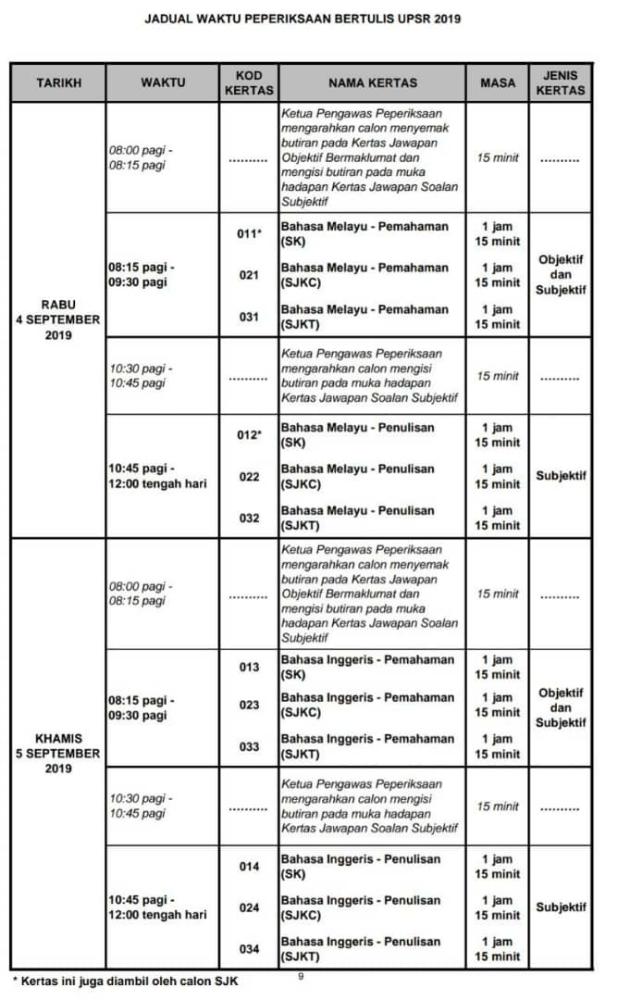 JADUAL WAKTU PEPERIKSAAN BERTULIS UPSR 2019
TARIKH WAKTU KOD KERTAS NAMA KERTAS MASA JENIS KERTAS
RABU
4 SEPTEMBER
2019
08:00 pagi -
08:15 pagi
..........
Ketua Pengawas Peperiksaan
mengarahkan calon menyemak
butiran pada Kertas Jawapan
Objektif Bermaklumat dan
mengisi butiran pada muka
hadapan Kertas Jawapan Soalan
Subjektif
15 minit
..........
08:15 pagi -
09:30 pagi
011*
Bahasa Melayu - Pemahaman
(SK)
1 jam
15 minit
021
Bahasa Melayu - Pemahaman
(SJKC)
1 jam
15 minit
031
Bahasa Melayu - Pemahaman
(SJKT)
1 jam
15 minit
Objektif
dan
Subjektif
10:30 pagi -
10:45 pagi
..........
Ketua Pengawas Peperiksaan
mengarahkan calon mengisi
butiran pada muka hadapan
Kertas Jawapan Soalan Subjektif
15 minit
..........
10:45 pagi -
12:00 tengah hari
012*
Bahasa Melayu - Penulisan
(SK)
1 jam
15 minit
022
Bahasa Melayu - Penulisan
(SJKC)
1 jam
15 minit
032
Bahasa Melayu - Penulisan
(SJKT)
1 jam
15 minit
Subjektif
KHAMIS
5 SEPTEMBER
2019
08:00 pagi -
08:15 pagi
..........
Ketua Pengawas Peperiksaan
mengarahkan calon menyemak
butiran pada Kertas Jawapan
Objektif Bermaklumat dan
mengisi butiran pada muka
hadapan Kertas Jawapan Soalan
Subjektif
15 minit
..........
08:15 pagi -
09:30 pagi
013
Bahasa Inggeris - Pemahaman
(SK)
1 jam
15 minit
023
Bahasa Inggeris - Pemahaman
(SJKC)
1 jam
15 minit
033
Bahasa Inggeris - Pemahaman
(SJKT)
1 jam
15 minit
Objektif
dan
Subjektif
10:30 pagi -
10:45 pagi
..........
Ketua Pengawas Peperiksaan
mengarahkan calon mengisi
butiran pada muka hadapan
Kertas Jawapan Soalan Subjektif
15 minit
..........
10:45 pagi -
12:00 tengah hari
014
Bahasa Inggeris - Penulisan
(SK)
1 jam
15 minit
024
Bahasa Inggeris - Penulisan
(SJKC)
1 jam
15 minit
034
Bahasa Inggeris - Penulisan
(SJKT)
1 jam
15 minit
Subjektif
* Kertas ini juga diambil oleh calon SJK
9